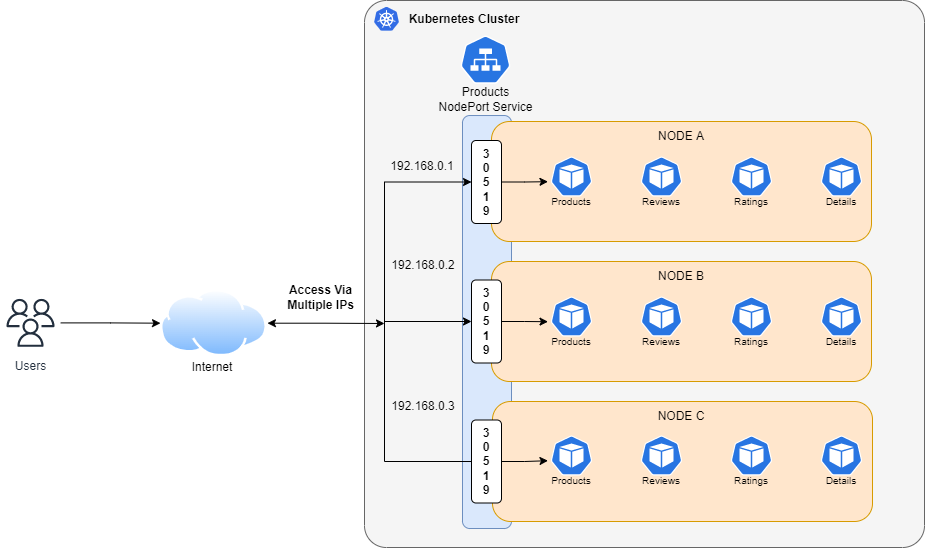 Kubernetes Cluster
Products
NodePort Service
NODE A
192.168.0.1
3
0
5
1
9
Products
Reviews
Ratings
Details
192.168.0.2
NODE B
Access Via
Multiple IPs
3
0
5
1
9
Products
Reviews
Ratings
Details
Users
Internet
192.168.0.3
NODE C
3
0
5
1
9
Products
Reviews
Ratings
Details